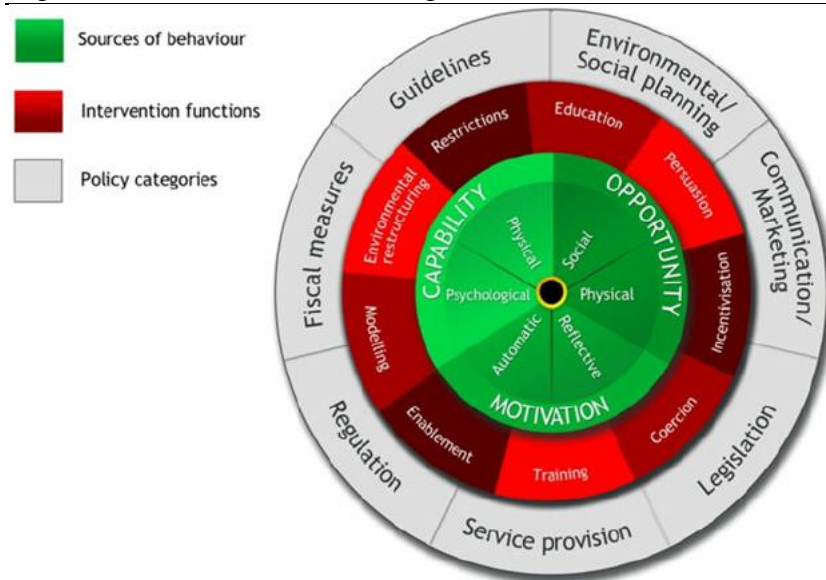 Sources of behaviour
Intervention functions
Policy categories
Guidelines
Environmental/
Social planning
Communication/
Marketing
Legislation
Service provision
Regulation
Fiscal measures
Restrictions
Education
Persuasion
Incentivisation
Coercion
Training
Enablement
Modelling
Environmental
restructuring
CAPABILITY
OPPORTUNITY
MOTIVATION
Physical
Social
Psychological
Physical
Automatic
Reflective